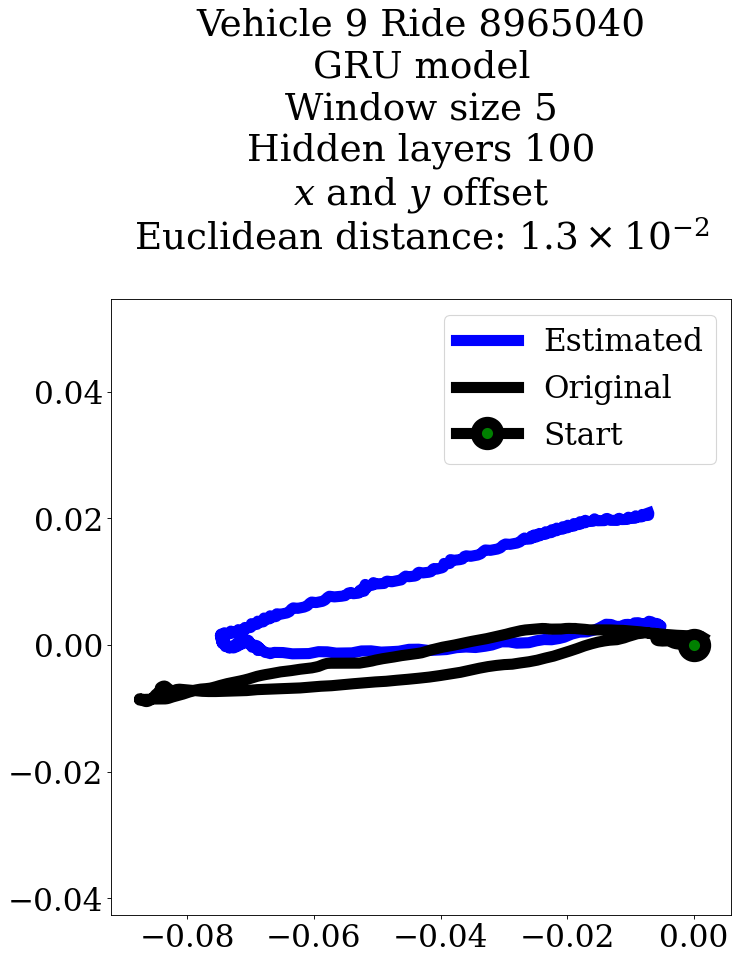 Vehicle 9 Ride 8965040
GRU model
Window size 5
Hidden layers 100
x and y offset
Euclidean distance: 1.3 × 10⁻²
Estimated
Original
Start
0.04
0.02
0.00
−0.02
−0.04
−0.08 −0.06 −0.04 −0.02 0.00